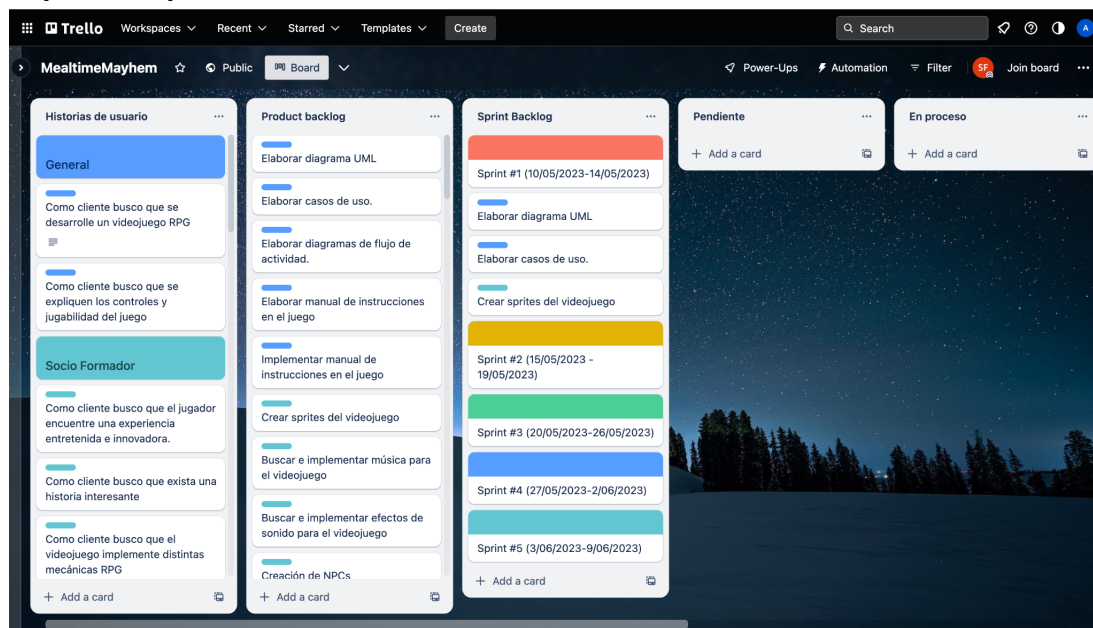 Trello Workspaces Recent Starred Templates Create Search A
MealtimeMayhem Public Board Power-Ups Automation Filter SF Join board
Historias de usuario
General
Como cliente busco que se
desarrolle un videojuego RPG
Como cliente busco que se
expliquen los controles y
jugabilidad del juego
Socio Formador
Como cliente busco que el jugador
encuentre una experiencia
entretenida e innovadora.
Como cliente busco que exista una
historia interesante
Como cliente busco que el
videojuego implemente distintas
mecánicas RPG
+ Add a card
Product backlog
Elaborar diagrama UML
Elaborar casos de uso.
Elaborar diagramas de flujo de
actividad.
Elaborar manual de instrucciones
en el juego
Implementar manual de
instrucciones en el juego
Crear sprites del videojuego
Buscar e implementar música para
el videojuego
Buscar e implementar efectos de
sonido para el videojuego
Creación de NPCs
+ Add a card
Sprint Backlog
Sprint #1 (10/05/2023-14/05/2023)
Elaborar diagrama UML
Elaborar casos de uso.
Crear sprites del videojuego
Sprint #2 (15/05/2023 -
19/05/2023)
Sprint #3 (20/05/2023-26/05/2023)
Sprint #4 (27/05/2023-2/06/2023)
Sprint #5 (3/06/2023-9/06/2023)
+ Add a card
Pendiente
+ Add a card
En proceso
+ Add a card